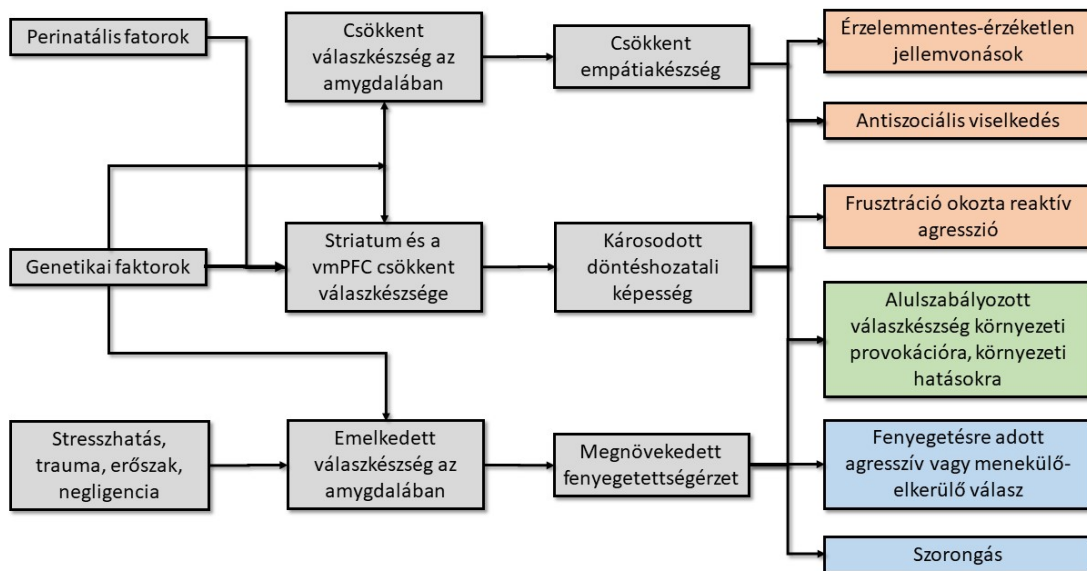 Perinatális fatorok
Csökkent
válaszkészség az
amygdalában
Csökkent
empátiakészség
Érzelemmentes-érzéketlen
jellemvonások
Antiszociális viselkedés
Frusztráció okozta reaktív
agresszió
Genetikai faktorok
Striatum és a
vmPFC csökkent
válaszkészsége
Károsodott
döntéshozatali
képesség
Alulszabályozott
válaszkészség környezeti
provokációra, környezeti
hatásokra
Stresszhatás,
trauma, erőszak,
negligencia
Emelkedett
válaszkészség az
amygdalában
Megnövekedett
fenyegetettségérzet
Fenyegetésre adott
agresszív vagy menekülő-
elkerülő válasz
Szorongás